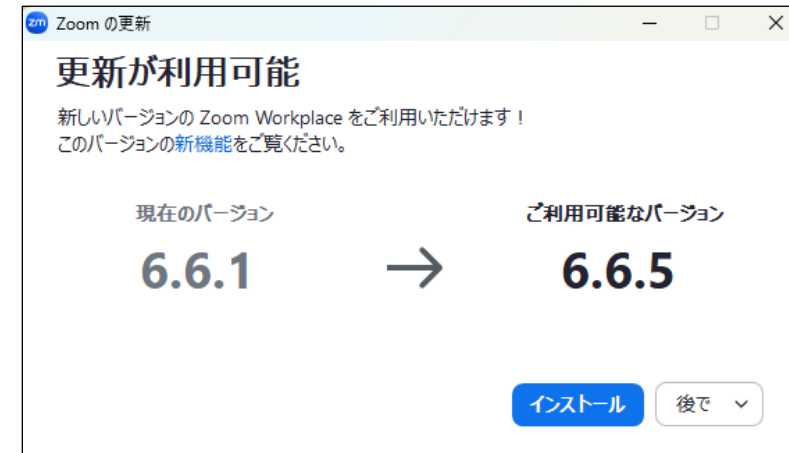 zm Zoom の更新
更新が利用可能
新しいバージョンの Zoom Workplace をご利用いただけます！
このバージョンの新機能をご覧ください。
現在のバージョン
ご利用可能なバージョン
6.6.1
→
6.6.5
インストール
後で